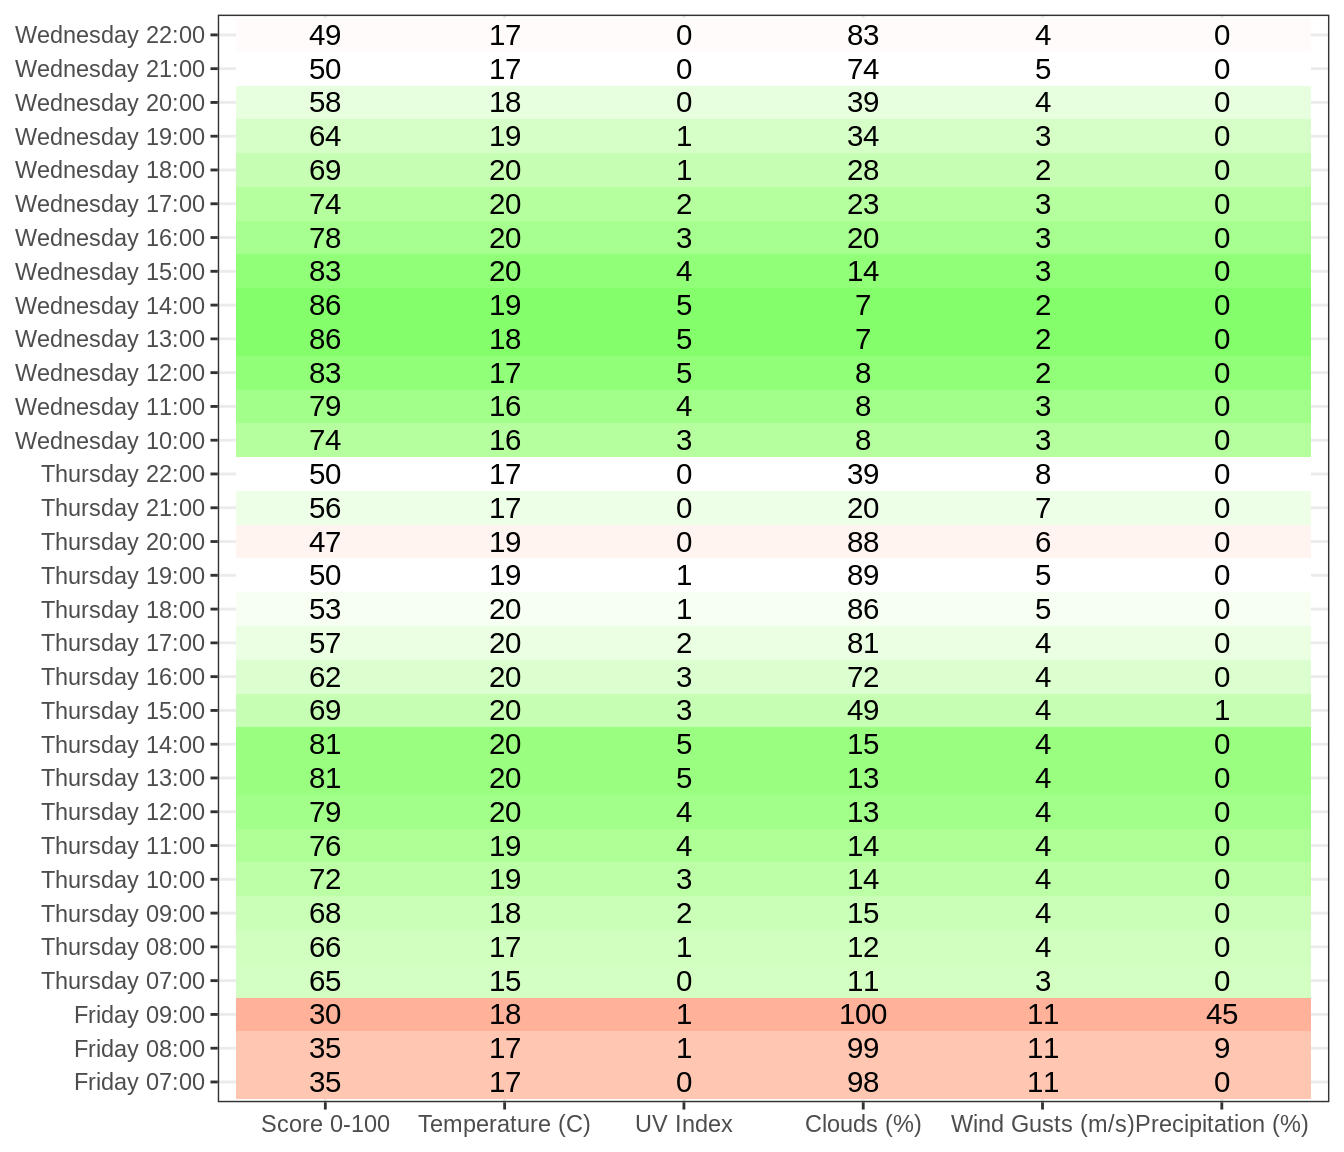 Wednesday 22:00 49 17 0 83 4 0
Wednesday 21:00 50 17 0 74 5 0
Wednesday 20:00 58 18 0 39 4 0
Wednesday 19:00 64 19 1 34 3 0
Wednesday 18:00 69 20 1 28 2 0
Wednesday 17:00 74 20 2 23 3 0
Wednesday 16:00 78 20 3 20 3 0
Wednesday 15:00 83 20 4 14 3 0
Wednesday 14:00 86 19 5 7 2 0
Wednesday 13:00 86 18 5 7 2 0
Wednesday 12:00 83 17 5 8 2 0
Wednesday 11:00 79 16 4 8 3 0
Wednesday 10:00 74 16 3 8 3 0
Thursday 22:00 50 17 0 39 8 0
Thursday 21:00 56 17 0 20 7 0
Thursday 20:00 47 19 0 88 6 0
Thursday 19:00 50 19 1 89 5 0
Thursday 18:00 53 20 1 86 5 0
Thursday 17:00 57 20 2 81 4 0
Thursday 16:00 62 20 3 72 4 0
Thursday 15:00 69 20 3 49 4 1
Thursday 14:00 81 20 5 15 4 0
Thursday 13:00 81 20 5 13 4 0
Thursday 12:00 79 20 4 13 4 0
Thursday 11:00 76 19 4 14 4 0
Thursday 10:00 72 19 3 14 4 0
Thursday 09:00 68 18 2 15 4 0
Thursday 08:00 66 17 1 12 4 0
Thursday 07:00 65 15 0 11 3 0
Friday 09:00 30 18 1 100 11 45
Friday 08:00 35 17 1 99 11 9
Friday 07:00 35 17 0 98 11 0
Score 0-100 Temperature (C) UV Index Clouds (%) Wind Gusts (m/s) Precipitation (%)